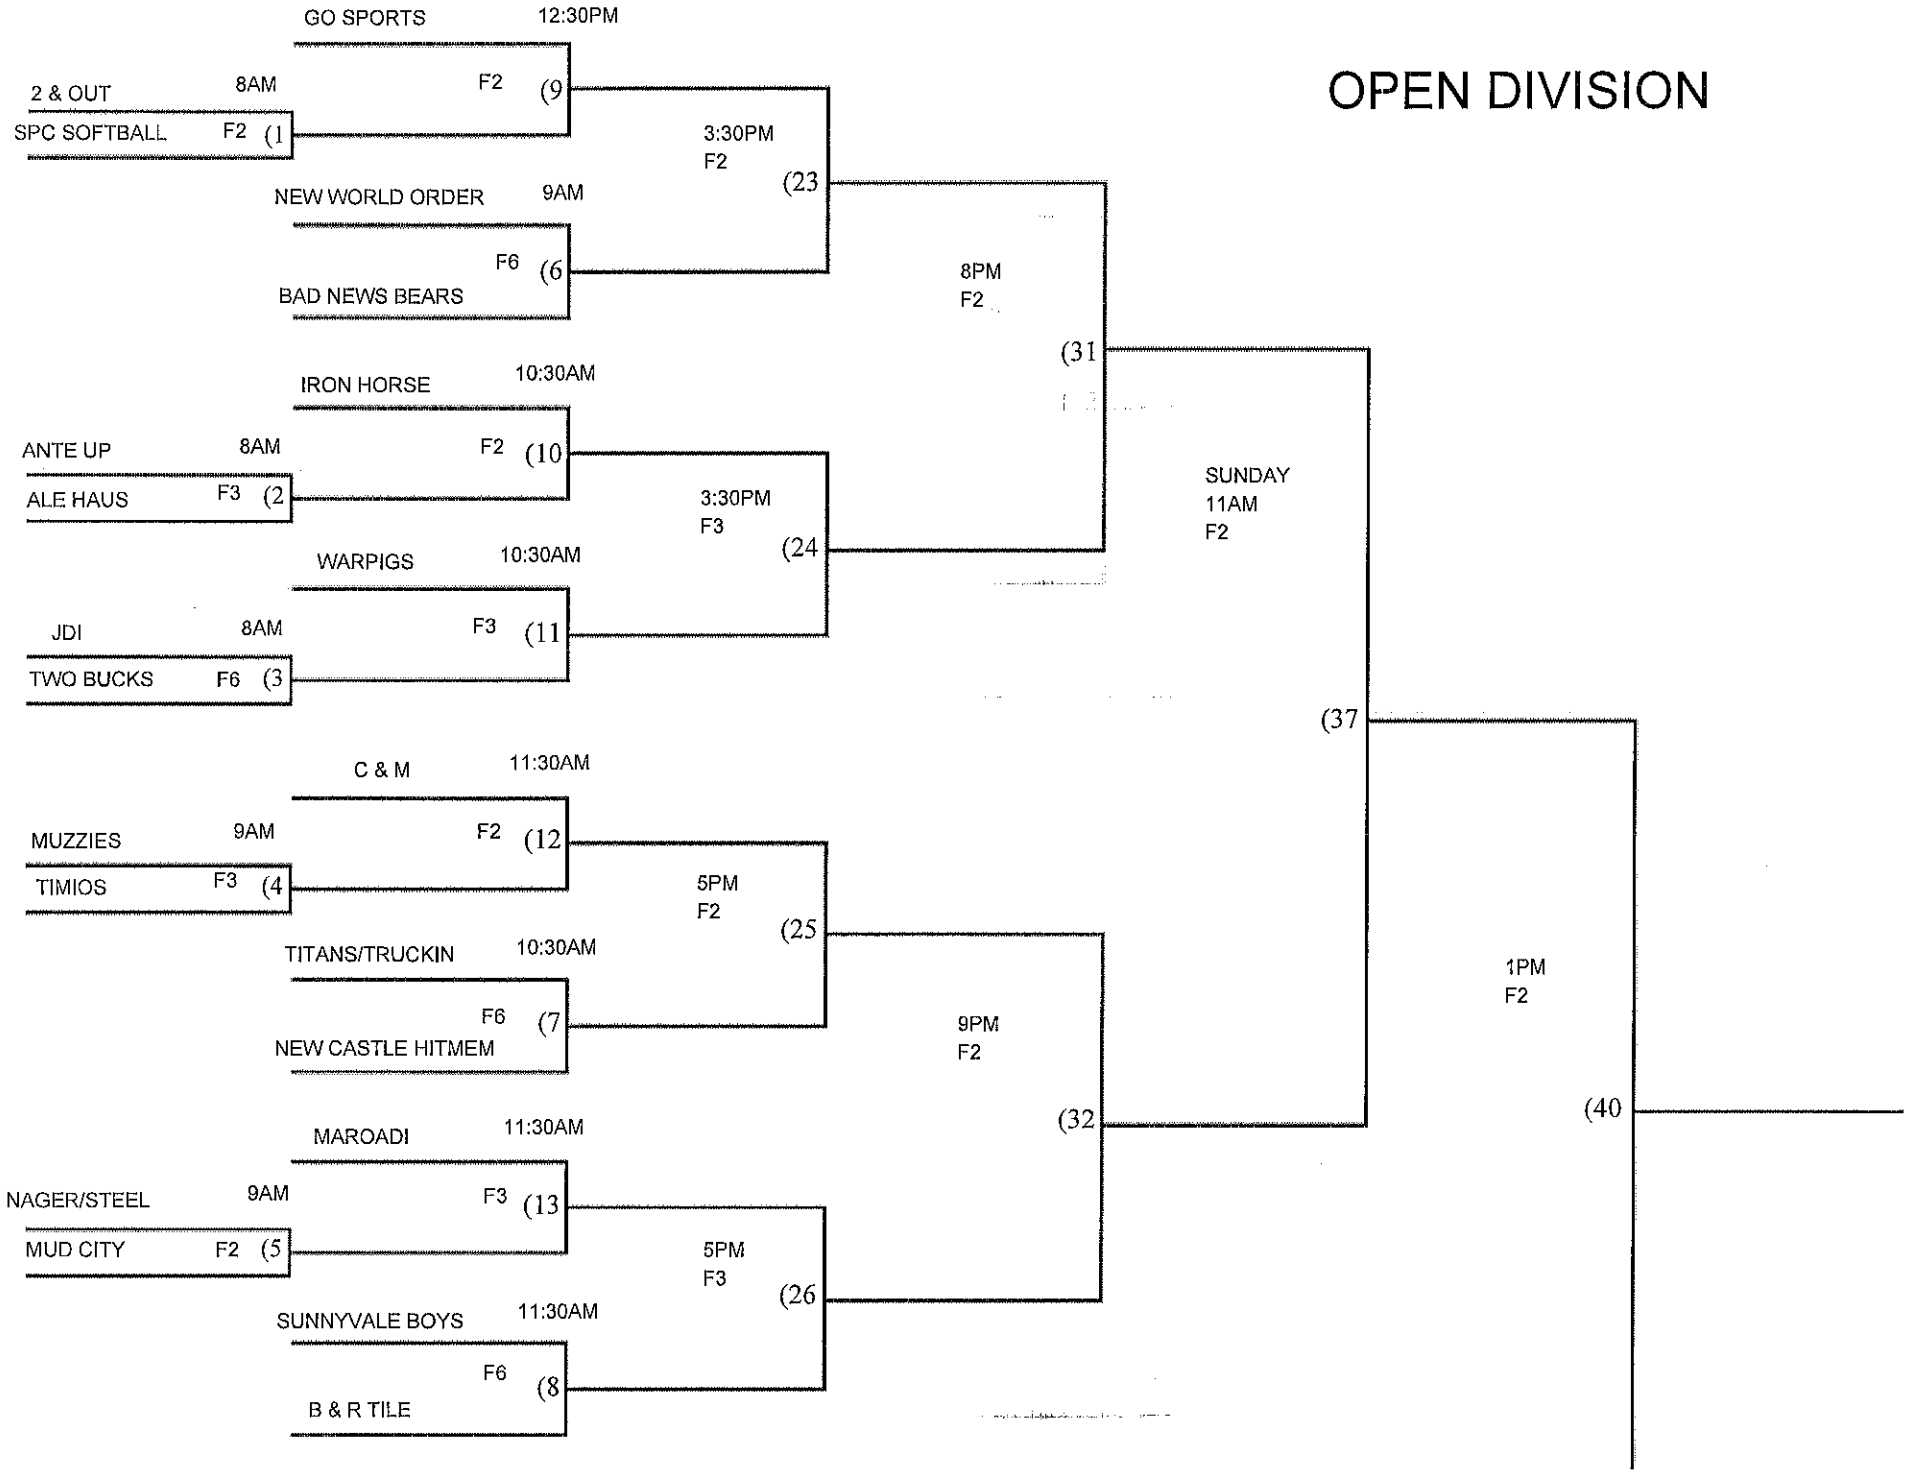 GO SPORTS 12:30PM
OPEN DIVISION
F2 (9
2 & OUT 8AM
SPC SOFTBALL F2 (1
3:30PM
F2
(23
NEW WORLD ORDER 9AM
F6 (6
BAD NEWS BEARS
8PM
F2
(31
IRON HORSE 10:30AM
F2 (10
ANTE UP 8AM
ALE HAUS F3 (2
3:30PM
F3
(24
SUNDAY
11AM
F2
WARPIGS 10:30AM
F3 (11
JDI 8AM
TWO BUCKS F6 (3
(37
C & M 11:30AM
F2 (12
MUZZIES 9AM
TIMIOS F3 (4
5PM
F2
(25
TITANS/TRUCKIN 10:30AM
F6 (7
NEW CASTLE HITMEM
1PM
F2
9PM
F2
(32
(40
MAROADI 11:30AM
F3 (13
NAGER/STEEL 9AM
MUD CITY F2 (5
5PM
F3
(26
SUNNYVALE BOYS 11:30AM
F6 (8
B & R TILE